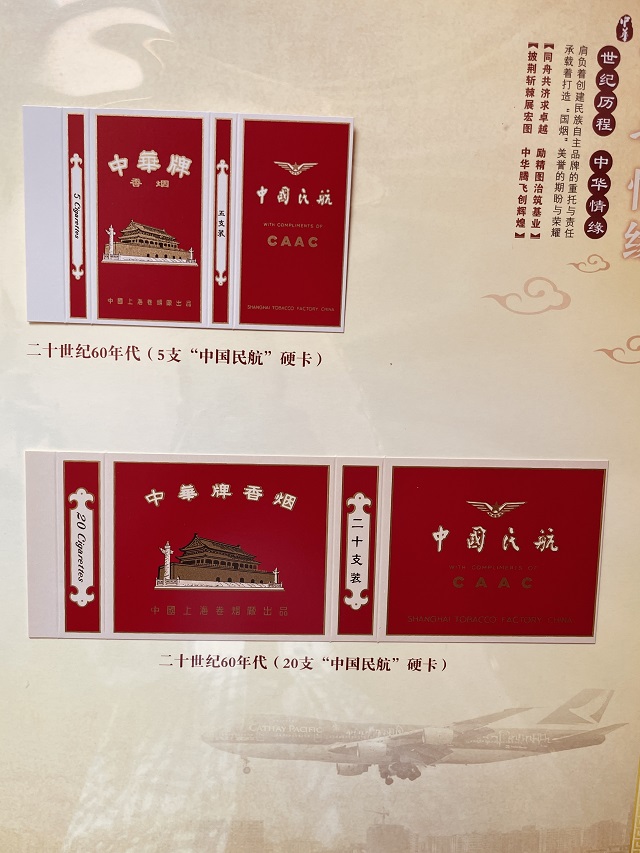 中华
世纪历程 中华情缘
肩负着创建民族自主品牌的重托与责任
承载着打造“国烟”美誉的期盼与荣耀
【同舟共济求卓越 励精图治筑基业】
【披荆斩棘展宏图 中华腾飞创辉煌】
情缘
5 Cigarettes
中華牌
香烟
中國上海卷烟廠出品
五支装
中國民航
WITH COMPLIMENTS OF
CAAC
SHANGHAI TOBACCO FACTORY CHINA
二十世纪60年代（5支“中国民航”硬卡）
20 Cigarettes
中華牌香烟
中國上海卷烟廠出品
二十支装
中國民航
WITH COMPLIMENTS OF
CAAC
SHANGHAI TOBACCO FACTORY CHINA
二十世纪60年代（20支“中国民航”硬卡）
CATHAY PACIFIC